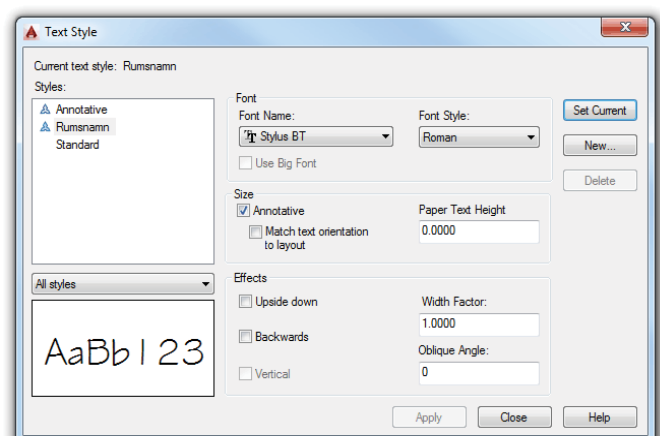 Text Style
Current text style: Rumsnamn
Styles:
Annotative
Rumsnamn
Standard
All styles
AaBb123
Font
Font Name:
Stylus BT
Use Big Font
Font Style:
Roman
Size
Annotative
Match text orientation
to layout
Paper Text Height
0.0000
Effects
Upside down
Backwards
Vertical
Width Factor:
1.0000
Oblique Angle:
0
Set Current
New...
Delete
Apply
Close
Help